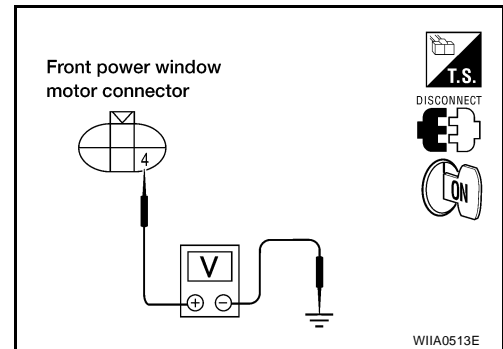 Front power window
motor connector
T.S.
DISCONNECT
4
ON
V
+ −
WIIA0513E